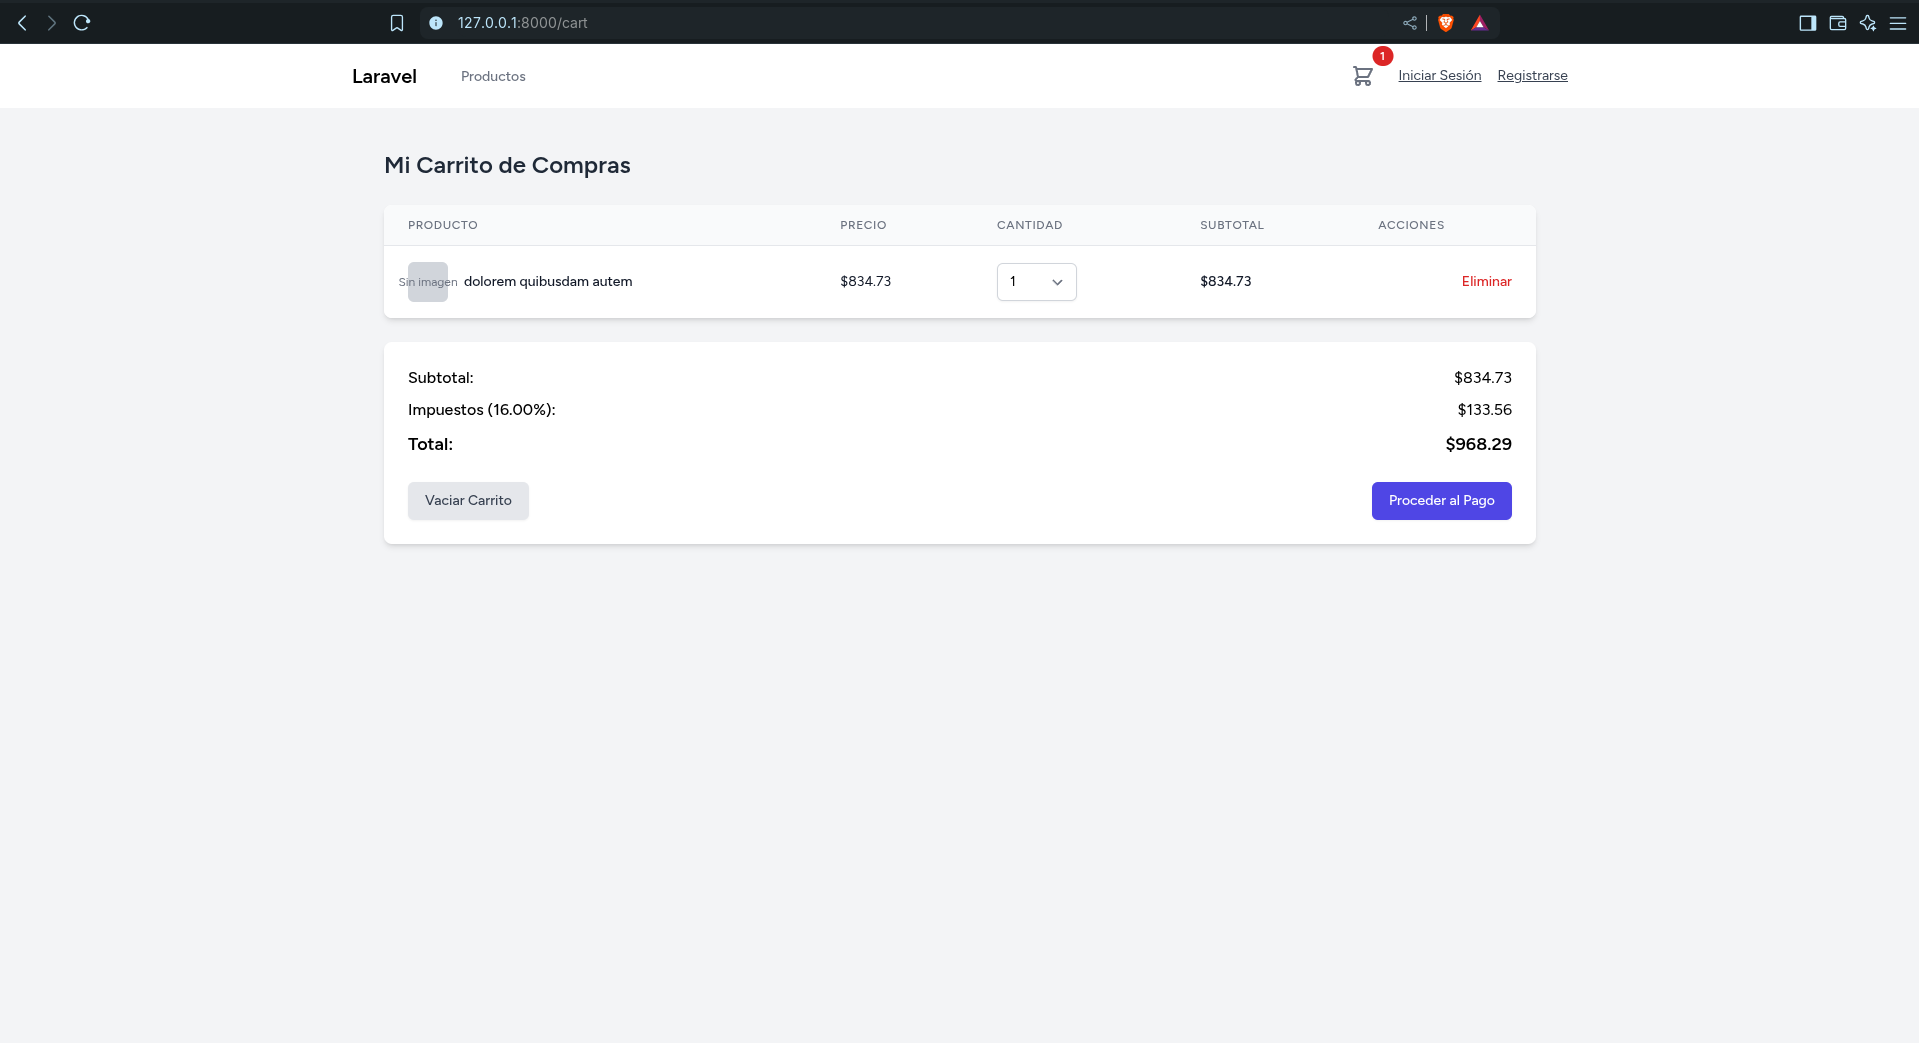 127.0.0.1:8000/cart
Laravel Productos 1 Iniciar Sesión Registrarse
Mi Carrito de Compras
PRODUCTO PRECIO CANTIDAD SUBTOTAL ACCIONES
Sin imagen dolorem quibusdam autem $834.73 1 $834.73 Eliminar
Subtotal: $834.73
Impuestos (16.00%): $133.56
Total: $968.29
Vaciar Carrito Proceder al Pago